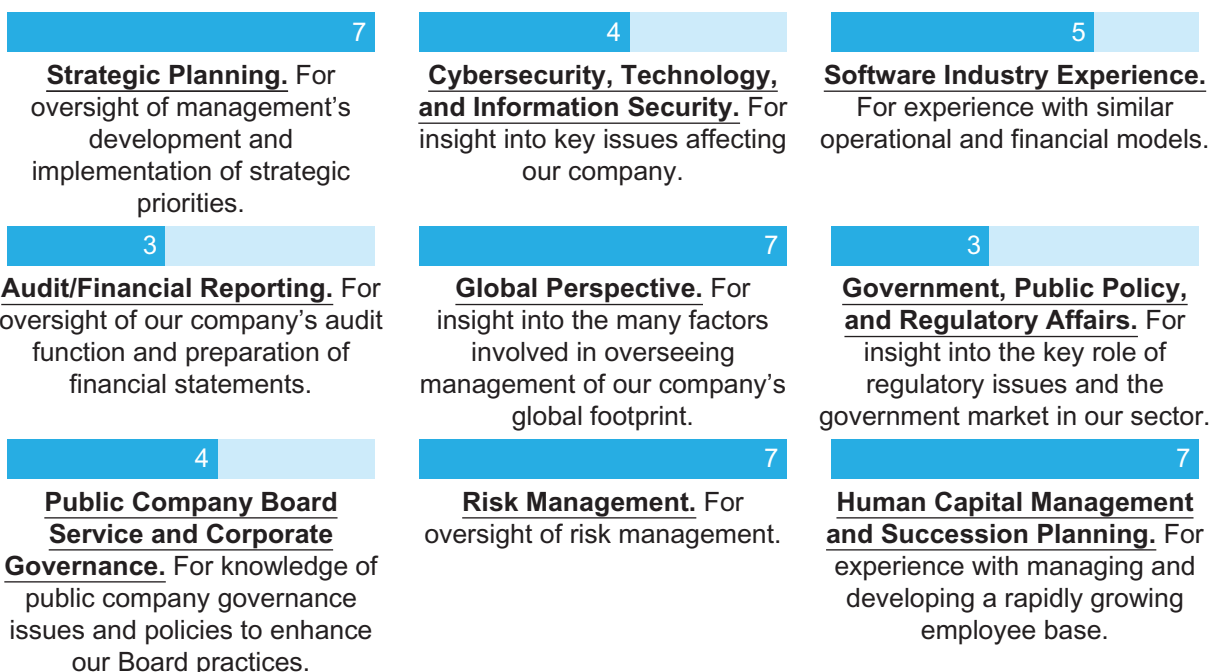 7
Strategic Planning. For
oversight of management’s
development and
implementation of strategic
priorities.
4
Cybersecurity, Technology,
and Information Security. For
insight into key issues affecting
our company.
5
Software Industry Experience.
For experience with similar
operational and financial models.
3
Audit/Financial Reporting. For
oversight of our company’s audit
function and preparation of
financial statements.
7
Global Perspective. For
insight into the many factors
involved in overseeing
management of our company’s
global footprint.
3
Government, Public Policy,
and Regulatory Affairs. For
insight into the key role of
regulatory issues and the
government market in our sector.
4
Public Company Board
Service and Corporate
Governance. For knowledge of
public company governance
issues and policies to enhance
our Board practices.
7
Risk Management. For
oversight of risk management.
7
Human Capital Management
and Succession Planning. For
experience with managing and
developing a rapidly growing
employee base.